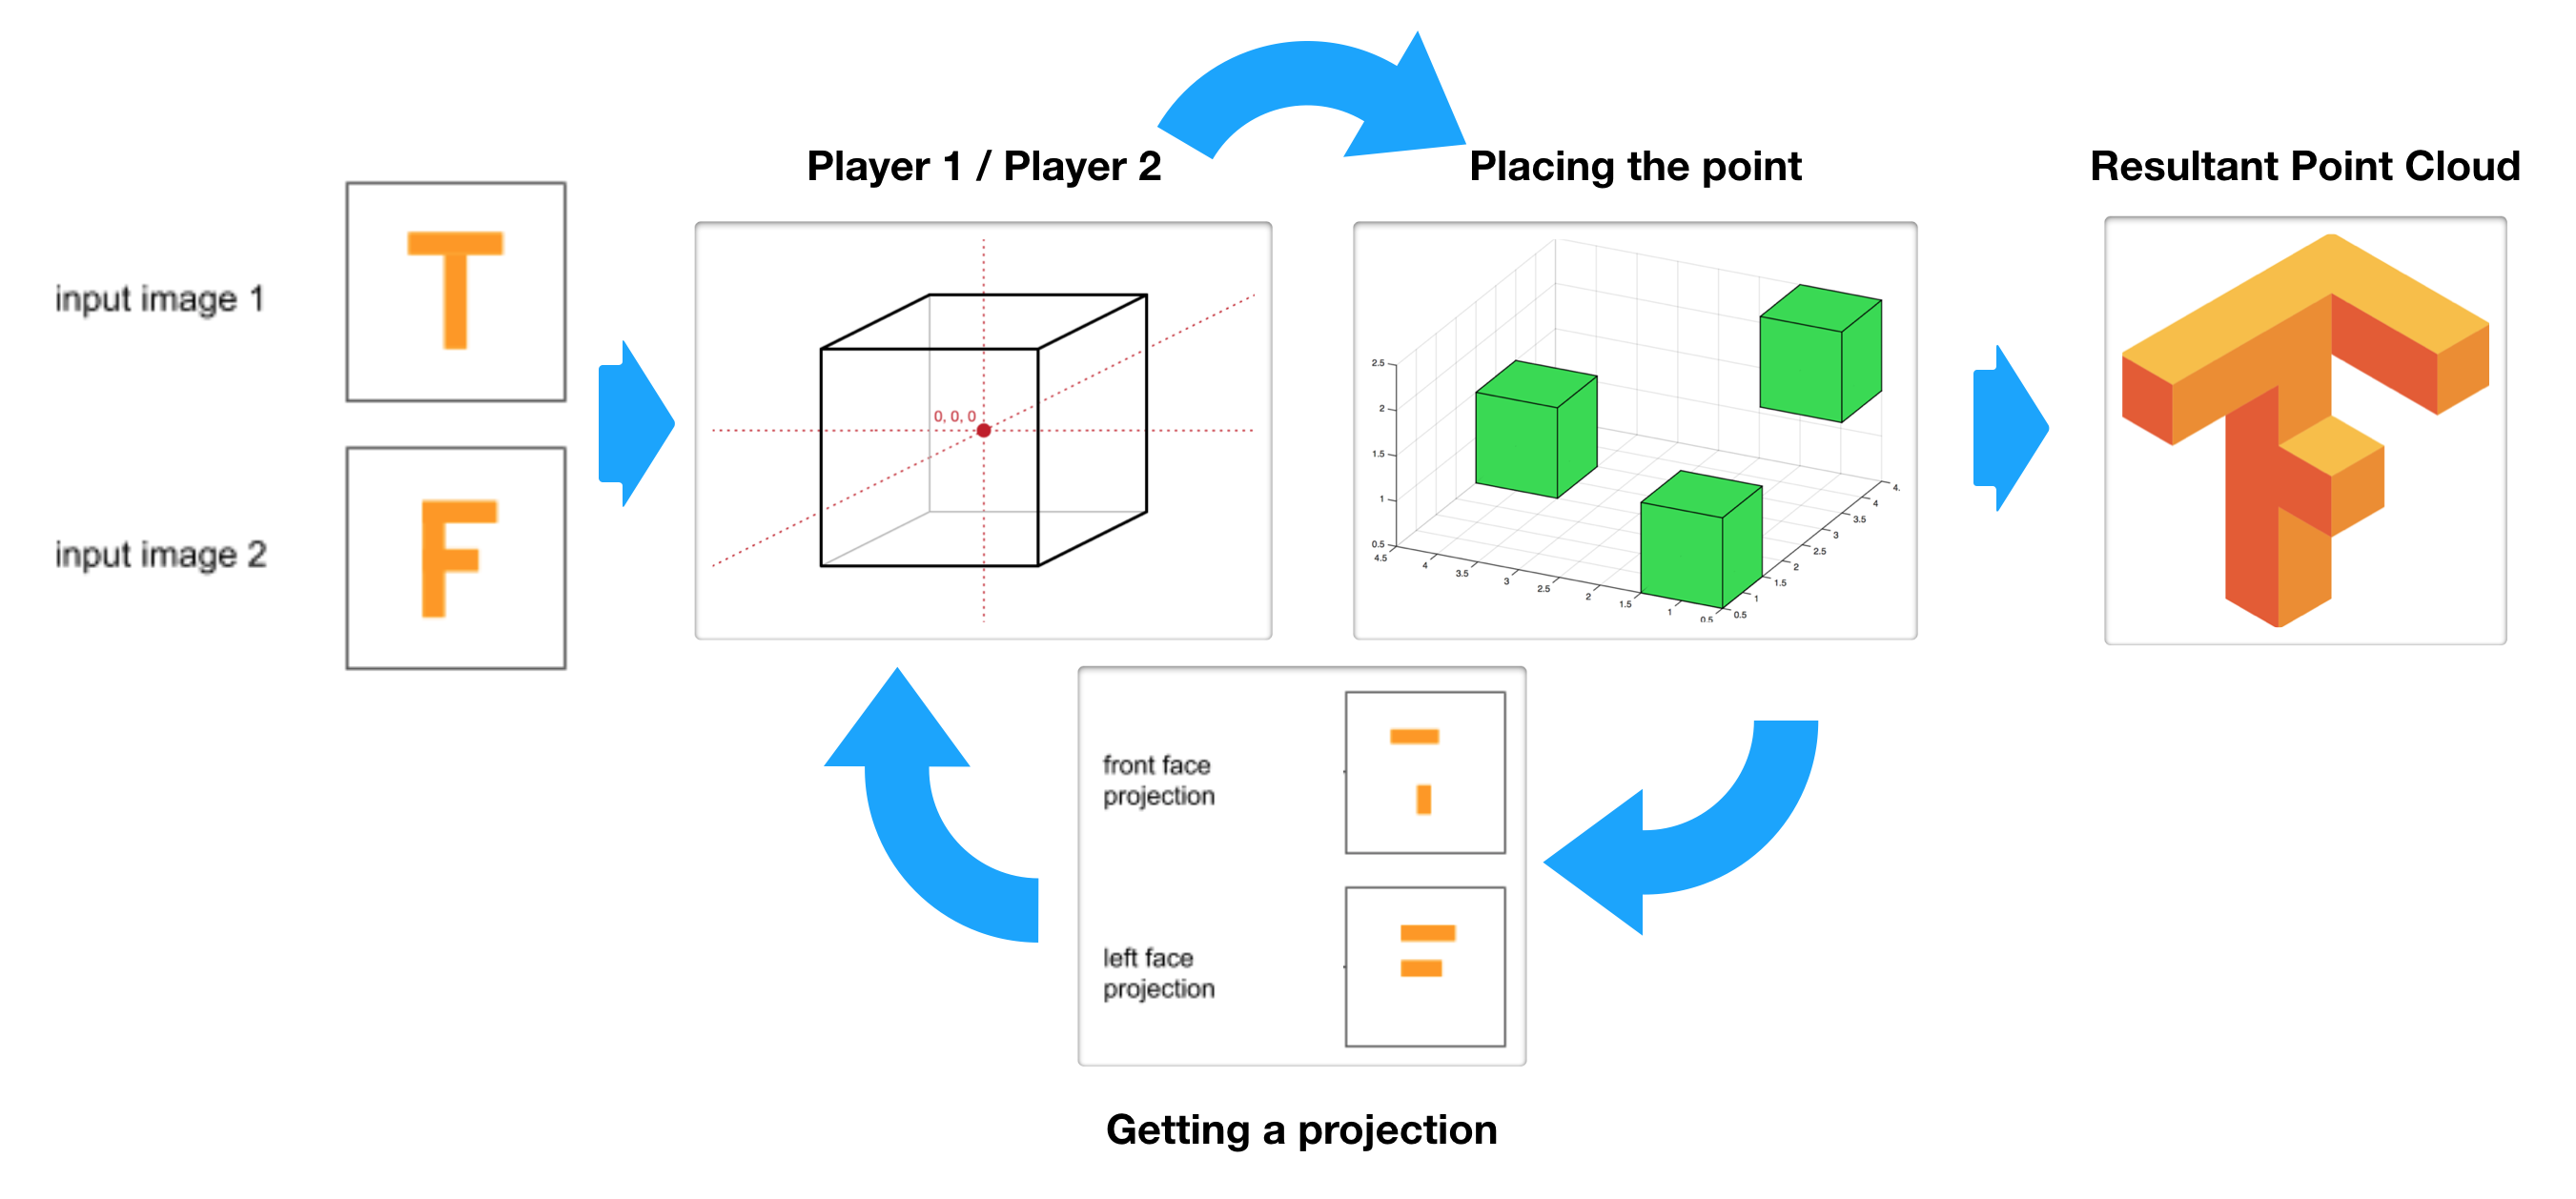 Player 1 / Player 2
Placing the point
Resultant Point Cloud
input image 1
T
input image 2
F
0, 0, 0
2.5
2
1.5
1
0.5
4.5
4
3.5
3
2.5
2
1.5
1
0.5
0.5
1
1.5
2
2.5
3
3.5
4
4.
front face
projection
left face
projection
Getting a projection